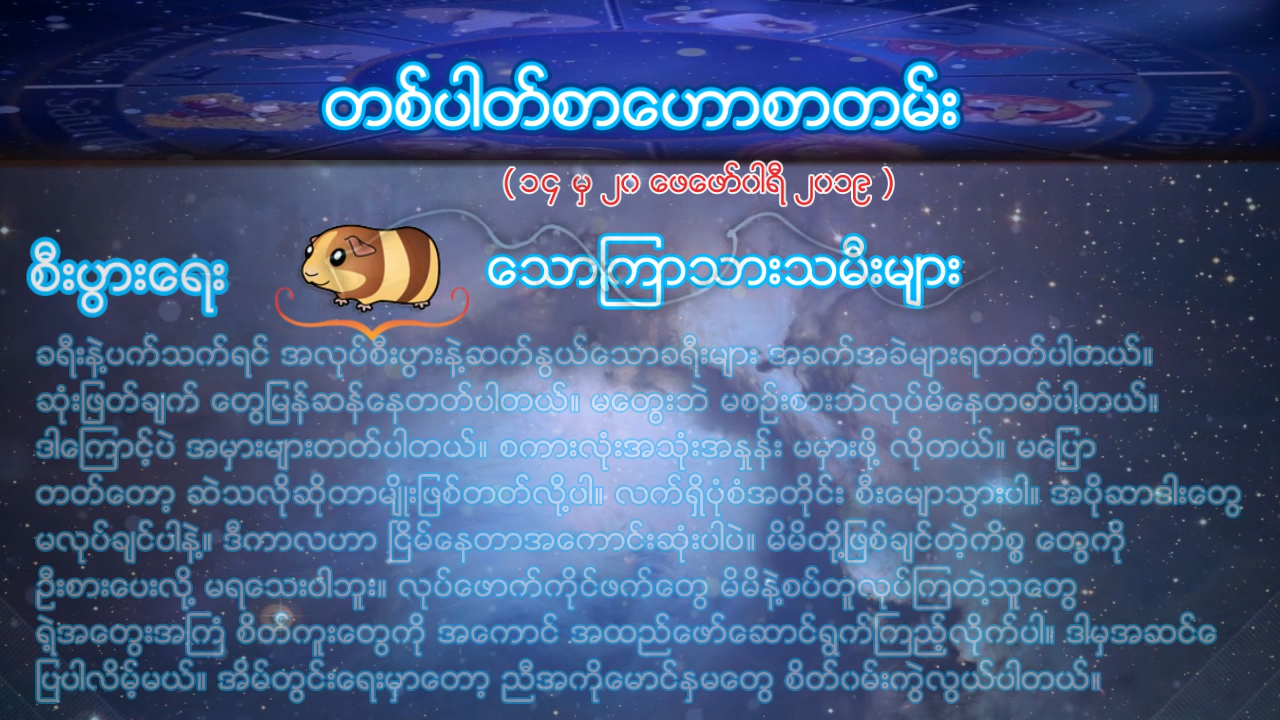 တစ်ပါတ်စာဟောစာတမ်း
( ၁၄ မှ ၂၀ ဖေဖော်ဝါရီ ၂၀၁၉ )
စီးပွားရေး
သောကြာသားသမီးများ
ခရီးနဲ့ပက်သက်ရင် အလုပ်စီးပွားနဲ့ဆက်နွယ်သောခရီးများ အခက်အခဲများရတတ်ပါတယ်။
ဆုံးဖြတ်ချက် တွေမြန်ဆန်နေတတ်ပါတယ်။ မတွေးဘဲ မစဉ်းစားဘဲလုပ်မိနေတတ်ပါတယ်။
ဒါကြောင့်ပဲ အမှားများတတ်ပါတယ်။ စကားလုံးအသုံးအနှုန်း မမှားဖို့ လိုတယ်။ မပြော
တတ်တော့ ဆဲသလိုဆိုတာမျိုးဖြစ်တတ်လို့ပါ။ လက်ရှိပုံစံအတိုင်း စီးမျောသွားပါ။ အပိုဆာဒါးတွေ
မလုပ်ချင်ပါနဲ့။ ဒီကာလဟာ ငြိမ်နေတာအကောင်းဆုံးပါပဲ။ မိမိတို့ဖြစ်ချင်တဲ့ကိစ္စ တွေကို
ဦးစားပေးလို့ မရသေးပါဘူး။ လုပ်ဖောက်ကိုင်ဖက်တွေ မိမိနဲ့စပ်တူလုပ်ကြတဲ့သူတွေ
ရဲ့အတွေးအကြံ စိတ်ကူးတွေကို အကောင် အထည်ဖော်ဆောင်ရွက်ကြည့်လိုက်ပါ။ ဒါမှအဆင်ပြေ
ပြပါလိမ့်မယ်။ အိမ်တွင်းရေးမှာတော့ ညီအကိုမောင်နှမတွေ စိတ်ဝမ်းကွဲလွယ်ပါတယ်။